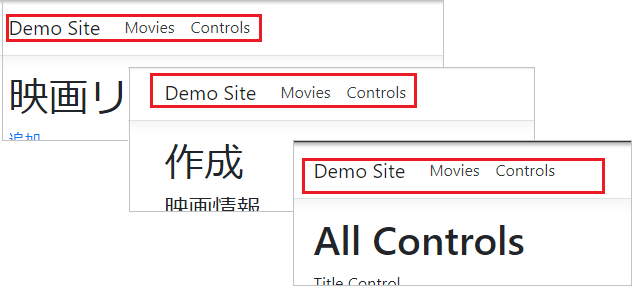 Demo Site Movies Controls
映画リ
追加
Demo Site Movies Controls
作成
映画情報
Demo Site Movies Controls
All Controls
Title Control